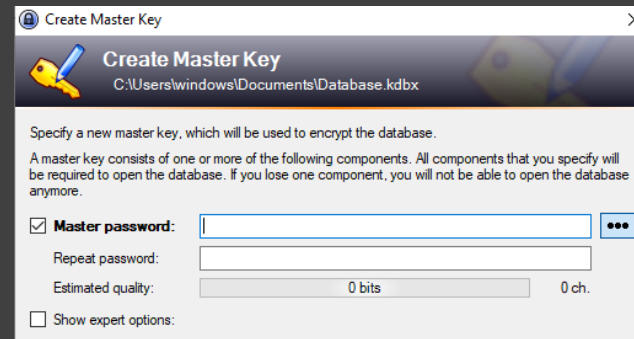 Create Master Key
Create Master Key
C:\Users\windows\Documents\Database.kdbx
Specify a new master key, which will be used to encrypt the database.
A master key consists of one or more of the following components. All components that you specify will
be required to open the database. If you lose one component, you will not be able to open the database
anymore.
Master password:
Repeat password:
Estimated quality: 0 bits 0 ch.
Show expert options: